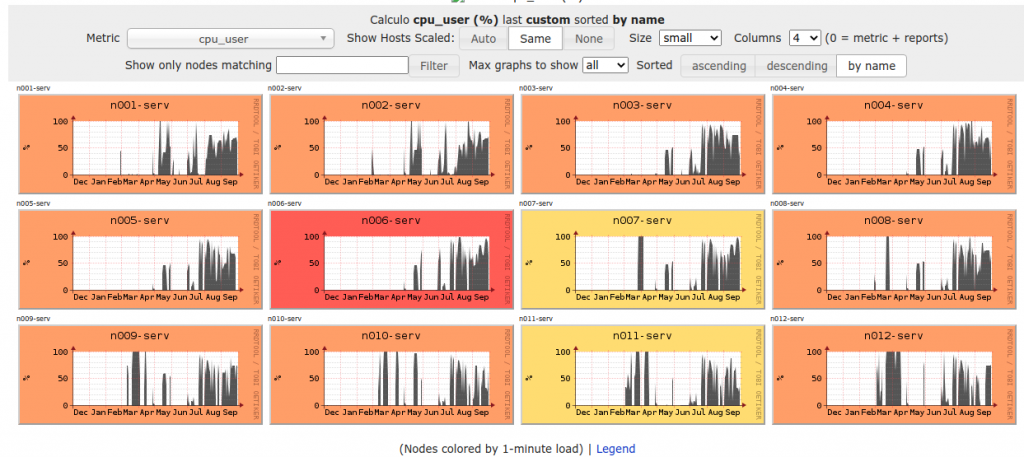 Calculo cpu_user (%) last custom sorted by name
Metric cpu_user Show Hosts Scaled: Auto Same None Size small Columns 4 (0 = metric + reports)
Show only nodes matching Filter Max graphs to show all Sorted ascending descending by name
n001-serv n002-serv n003-serv n004-serv
n001-serv n002-serv n003-serv n004-serv
RRDTOOL / TOBI OETIKER RRDTOOL / TOBI OETIKER RRDTOOL / TOBI OETIKER RRDTOOL / TOBI OETIKER
100 100 100 100
50 50 50 50
% % % %
0 0 0 0
Dec Jan Feb Mar Apr May Jun Jul Aug Sep Dec Jan Feb Mar Apr May Jun Jul Aug Sep Dec Jan Feb Mar Apr May Jun Jul Aug Sep Dec Jan Feb Mar Apr May Jun Jul Aug Sep
n005-serv n006-serv n007-serv n008-serv
n005-serv n006-serv n007-serv n008-serv
RRDTOOL / TOBI OETIKER RRDTOOL / TOBI OETIKER RRDTOOL / TOBI OETIKER RRDTOOL / TOBI OETIKER
100 100 100 100
50 50 50 50
% % % %
0 0 0 0
Dec Jan Feb Mar Apr May Jun Jul Aug Sep Dec Jan Feb Mar Apr May Jun Jul Aug Sep Dec Jan Feb Mar Apr May Jun Jul Aug Sep Dec Jan Feb Mar Apr May Jun Jul Aug Sep
n009-serv n010-serv n011-serv n012-serv
n009-serv n010-serv n011-serv n012-serv
RRDTOOL / TOBI OETIKER RRDTOOL / TOBI OETIKER RRDTOOL / TOBI OETIKER RRDTOOL / TOBI OETIKER
100 100 100 100
50 50 50 50
% % % %
0 0 0 0
Dec Jan Feb Mar Apr May Jun Jul Aug Sep Dec Jan Feb Mar Apr May Jun Jul Aug Sep Dec Jan Feb Mar Apr May Jun Jul Aug Sep Dec Jan Feb Mar Apr May Jun Jul Aug Sep
(Nodes colored by 1-minute load) | Legend